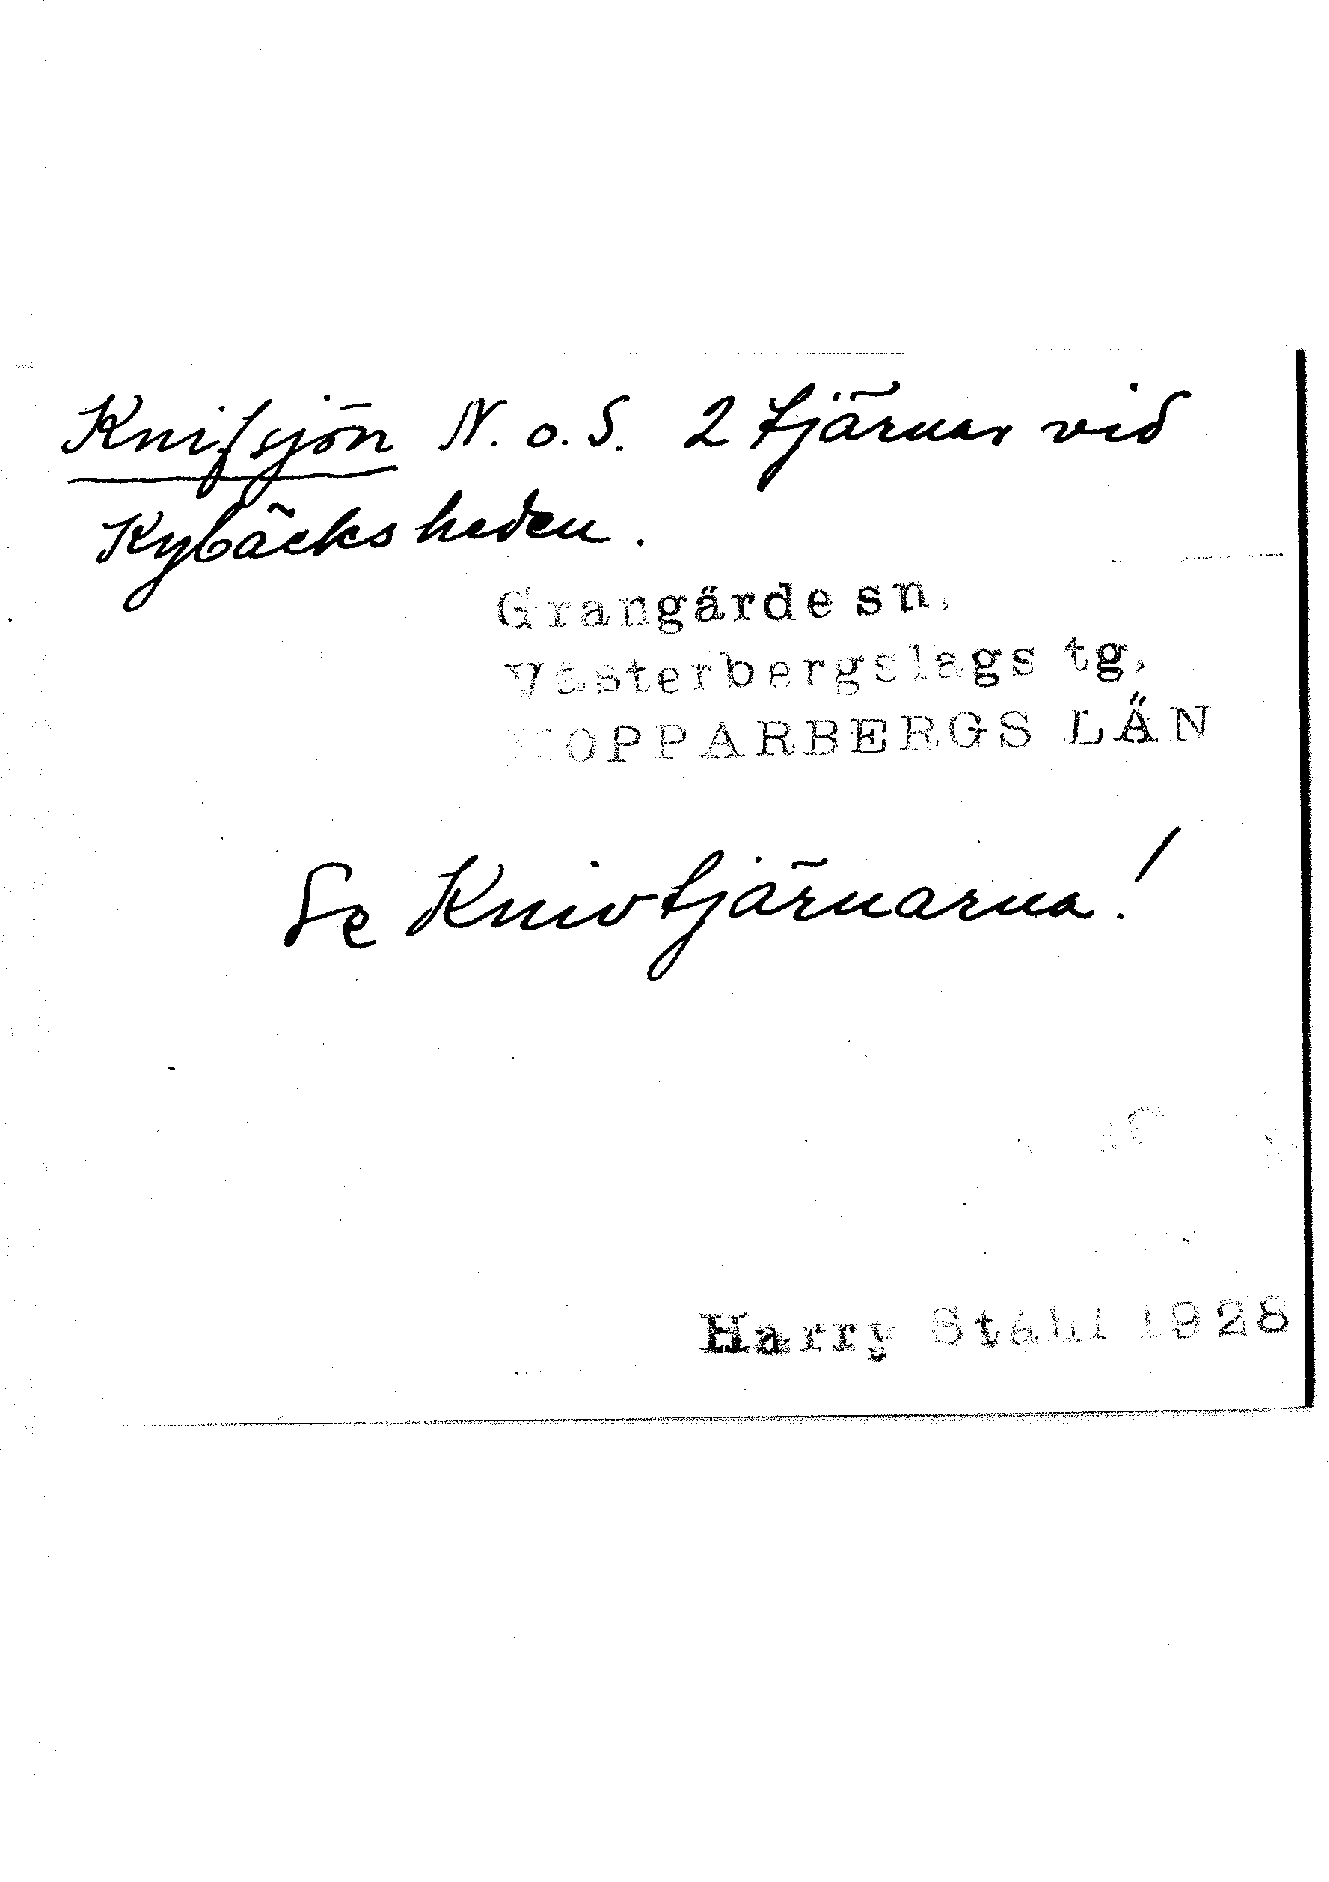 Knifsjön N. o. S. 2 tjärnar vid
Kybäcksheden.
Grangärde sn.
Västerbergslags tg.
KOPPARBERGS LÄN
Se Knivtjärnarna!
Harry Ståhl 1928